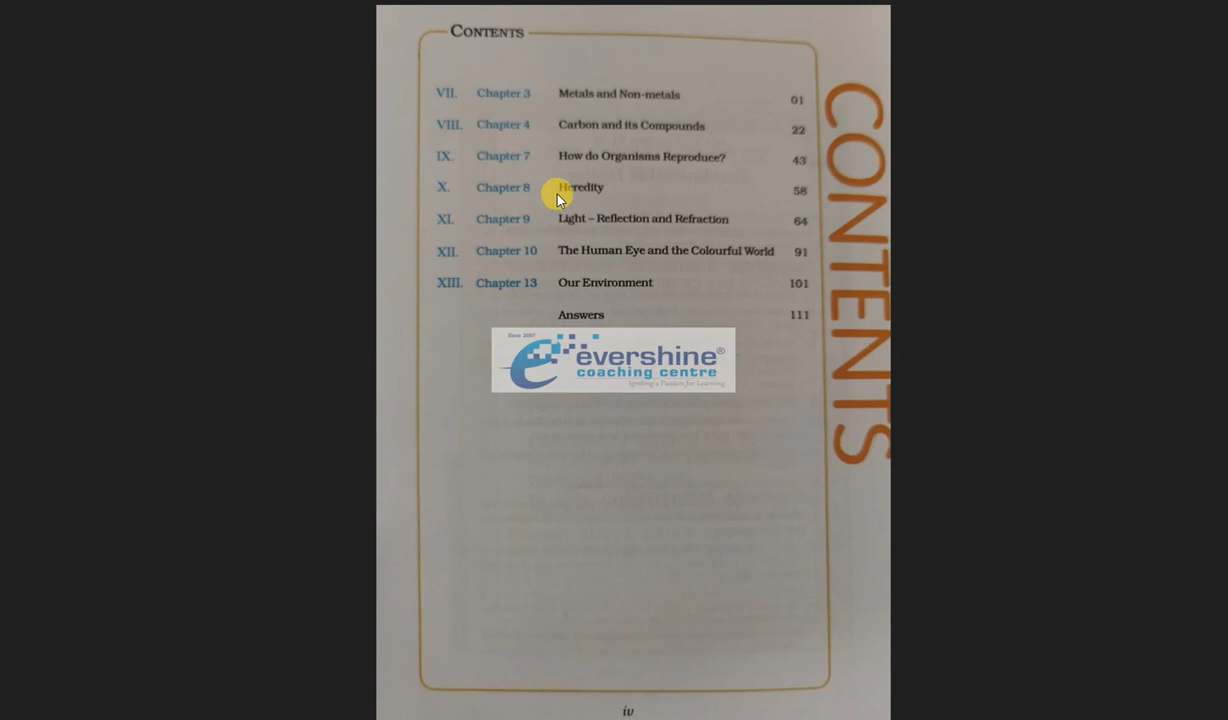 CONTENTS
VII. Chapter 3 Metals and Non-metals 01
VIII. Chapter 4 Carbon and its Compounds 22
IX. Chapter 7 How do Organisms Reproduce? 43
X. Chapter 8 Heredity 58
XI. Chapter 9 Light – Reflection and Refraction 64
XII. Chapter 10 The Human Eye and the Colourful World 91
XIII. Chapter 13 Our Environment 101
Answers 111
Since 2007
evershine®
coaching centre
Igniting a Passion for Learning
iv
CONTENTS